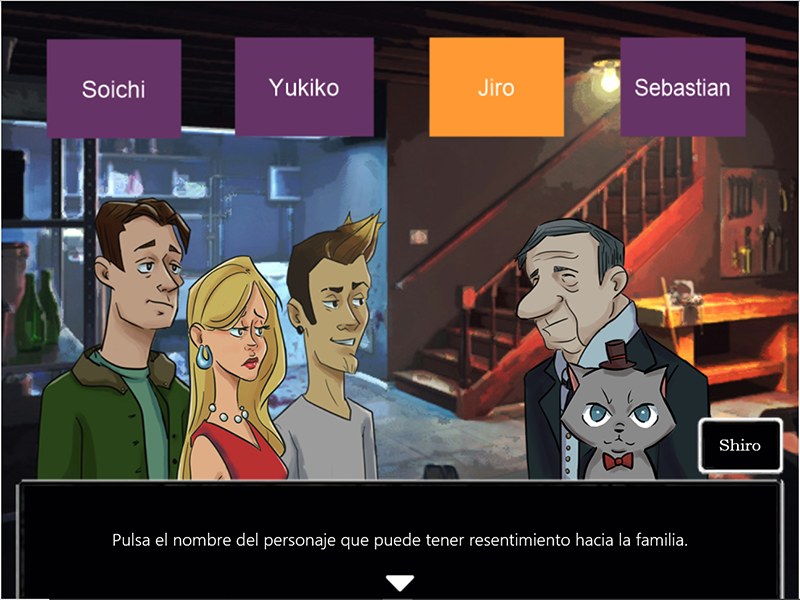 Soichi
Yukiko
Jiro
Sebastian
Shiro
Pulsa el nombre del personaje que puede tener resentimiento hacia la familia.